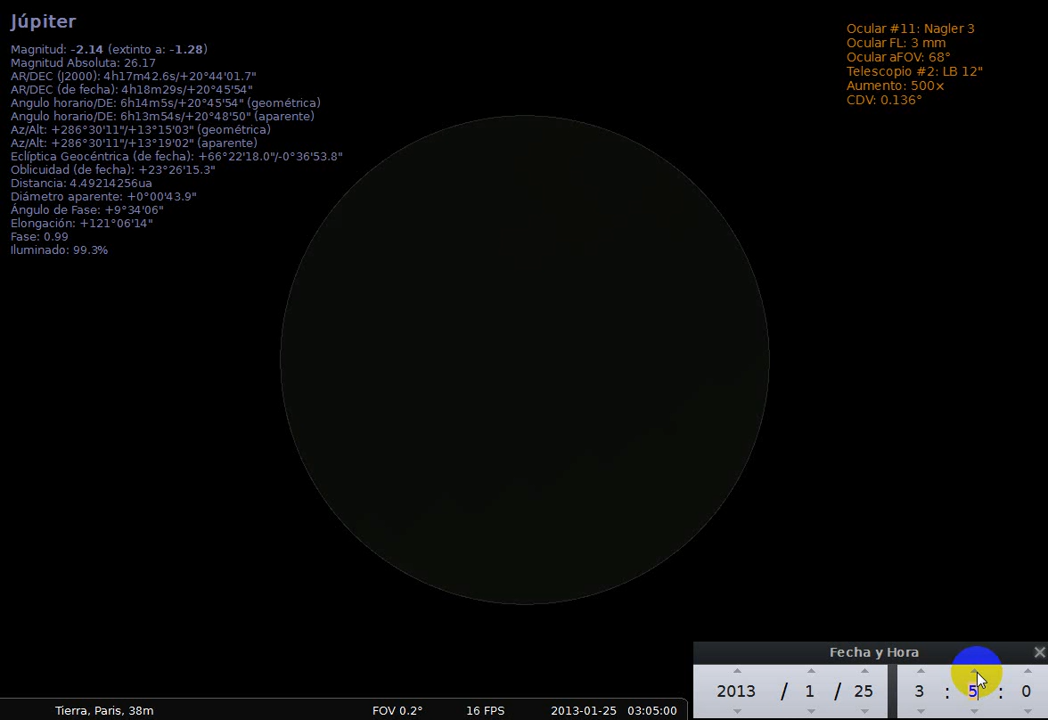 Júpiter
Magnitud: -2.14 (extinto a: -1.28)
Magnitud Absoluta: 26.17
AR/DEC (J2000): 4h17m42.6s/+20°44'01.7"
AR/DEC (de fecha): 4h18m29s/+20°45'54"
Angulo horario/DE: 6h14m5s/+20°45'54" (geométrica)
Angulo horario/DE: 6h13m54s/+20°48'50" (aparente)
Az/Alt: +286°30'11"/+13°15'03" (geométrica)
Az/Alt: +286°30'11"/+13°19'02" (aparente)
Eclíptica Geocéntrica (de fecha): +66°22'18.0"/-0°36'53.8"
Oblicuidad (de fecha): +23°26'15.3"
Distancia: 4.49214256ua
Diámetro aparente: +0°00'43.9"
Ángulo de Fase: +9°34'06"
Elongación: +121°06'14"
Fase: 0.99
Iluminado: 99.3%
Ocular #11: Nagler 3
Ocular FL: 3 mm
Ocular aFOV: 68°
Telescopio #2: LB 12"
Aumento: 500×
CDV: 0.136°
Fecha y Hora
2013 / 1 / 25 3 : 5 : 0
Tierra, Paris, 38m FOV 0.2° 16 FPS 2013-01-25 03:05:00